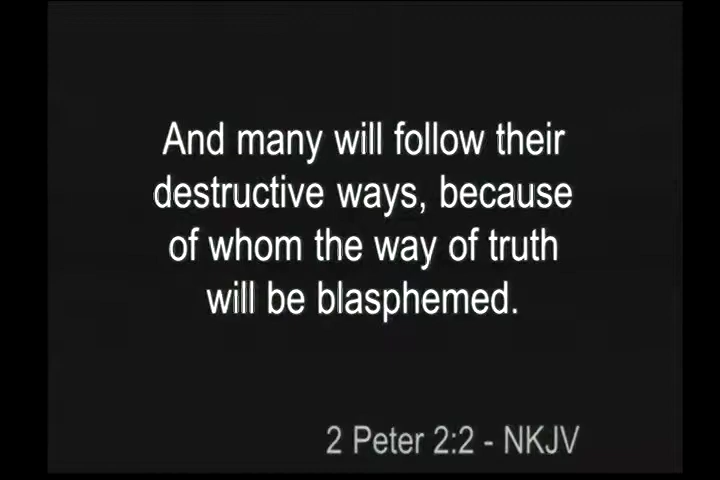 And many will follow their
destructive ways, because
of whom the way of truth
will be blasphemed.
2 Peter 2:2 - NKJV